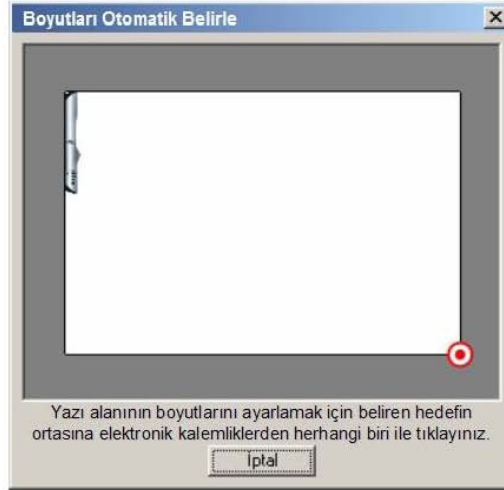 Boyutları Otomatik Belirle
Yazı alanının boyutlarını ayarlamak için beliren hedefin
ortasına elektronik kalemliklerden herhangi biri ile tıklayınız.
İptal